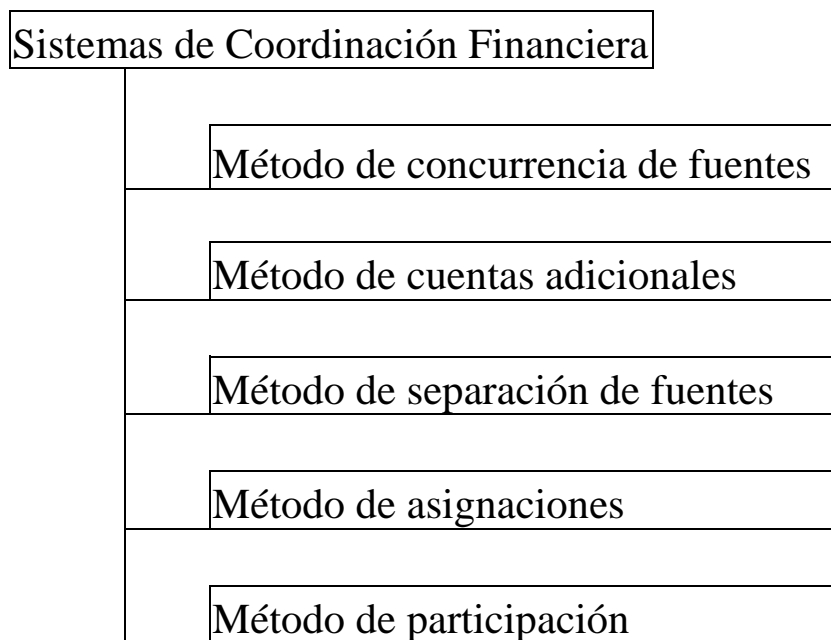 Sistemas de Coordinación Financiera
Método de concurrencia de fuentes
Método de cuentas adicionales
Método de separación de fuentes
Método de asignaciones
Método de participación